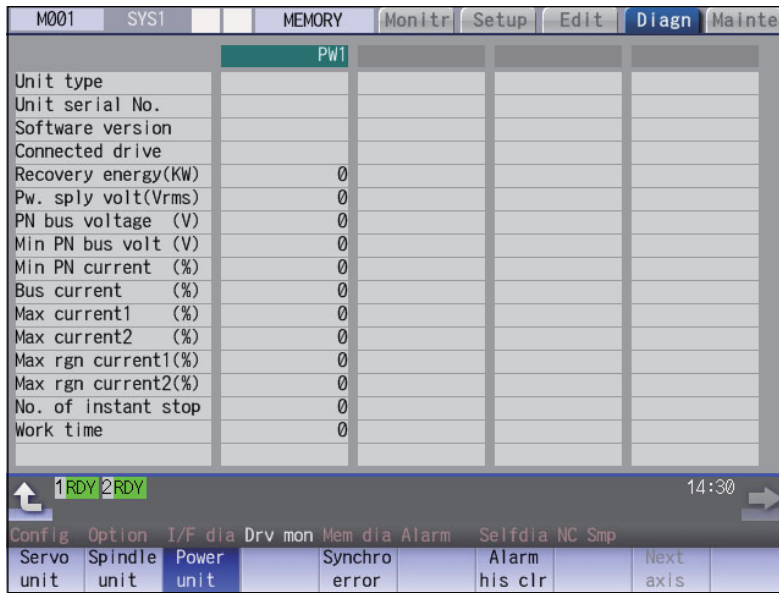 M001 SYS1 MEMORY Monitr Setup Edit Diagn Mainte
PW1
Unit type
Unit serial No.
Software version
Connected drive
Recovery energy(KW) 0
Pw. sply volt(Vrms) 0
PN bus voltage (V) 0
Min PN bus volt (V) 0
Min PN current (%) 0
Bus current (%) 0
Max current1 (%) 0
Max current2 (%) 0
Max rgn current1(%) 0
Max rgn current2(%) 0
No. of instant stop 0
Work time 0
1RDY 2RDY 14:30
Config Option I/F dia Drv mon Mem dia Alarm Selfdia NC Smp
Servo Spindle Power Synchro Alarm Next
unit unit unit error his clr axis